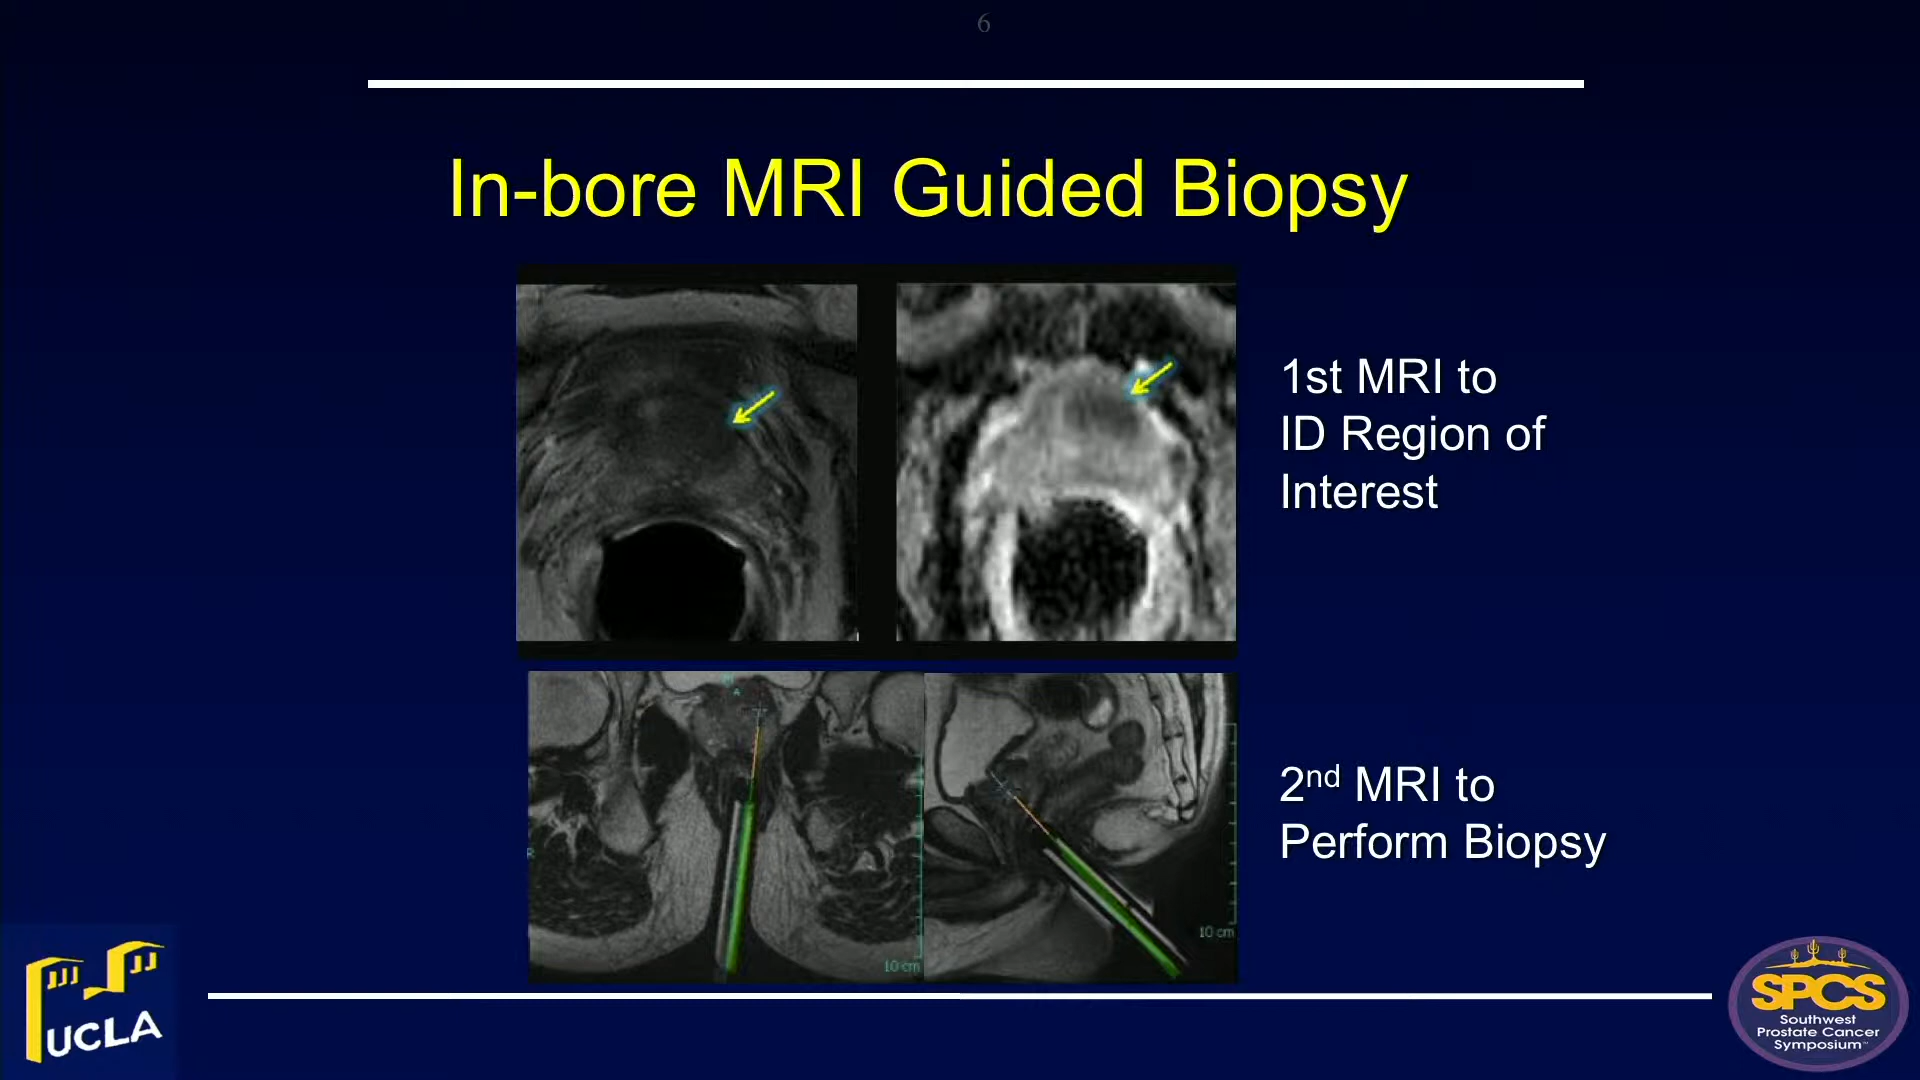 6
In-bore MRI Guided Biopsy
1st MRI to
ID Region of
Interest
A
R
10 cm
10 cm
2nd MRI to
Perform Biopsy
UCLA
SPCS
Southwest
Prostate Cancer
Symposium™